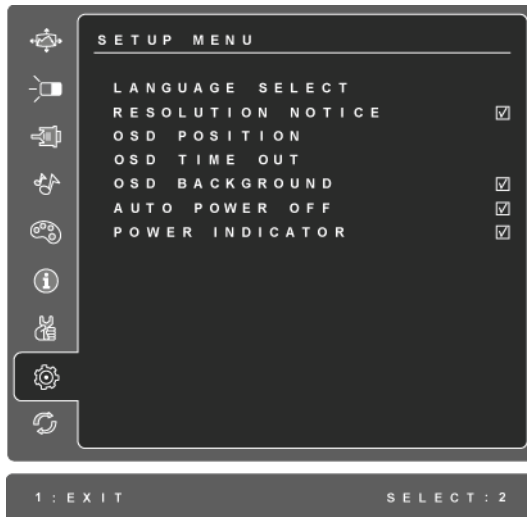 SETUP MENU
LANGUAGE SELECT
RESOLUTION NOTICE
OSD POSITION
OSD TIME OUT
OSD BACKGROUND
AUTO POWER OFF
POWER INDICATOR
1:EXIT SELECT:2